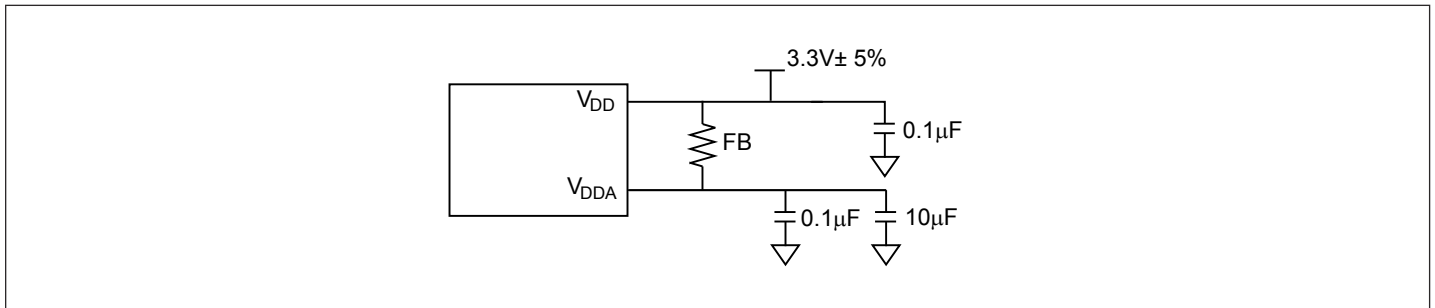 3.3V± 5%
VDD
0.1μF
FB
VDDA
0.1μF
10μF